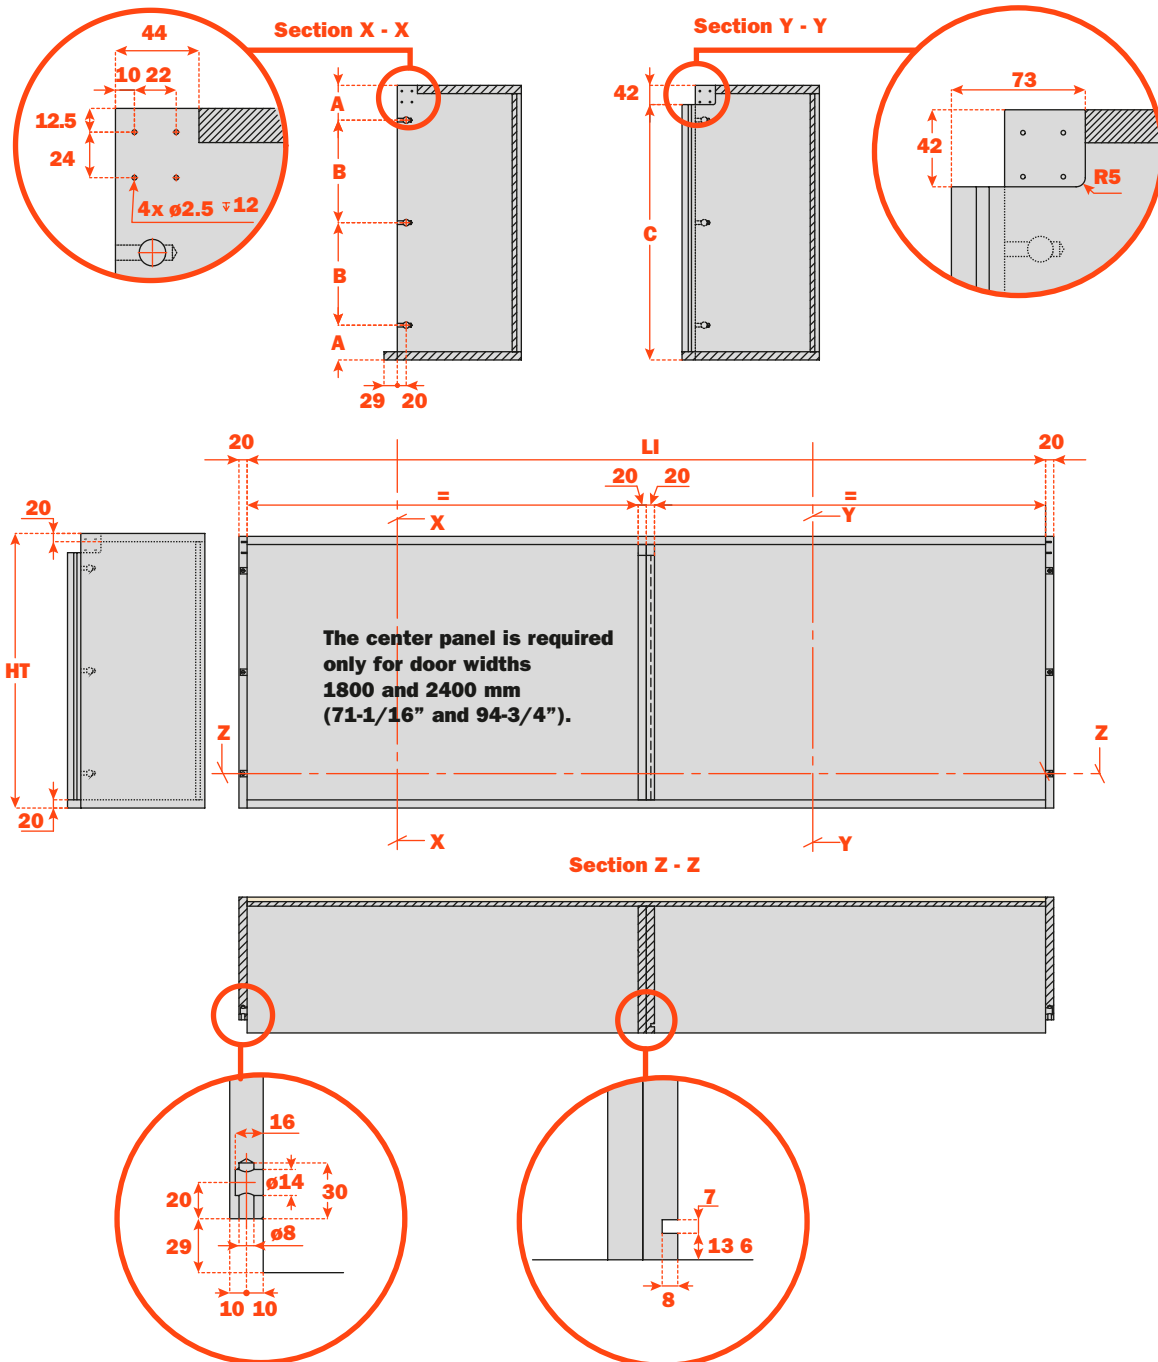 Section X - X
Section Y - Y
44
10 22
12.5
24
4x ø2.5 ↧12
A
B
B
A
29 20
42
C
73
42
R5
20 LI 20
20 20
= =
20
X Y
HT
The center panel is required
only for door widths
1800 and 2400 mm
(71-1/16” and 94-3/4”).
Z Z
20
X Y
Section Z - Z
16
ø14
30
20
ø8
29
10 10
7
13 6
8